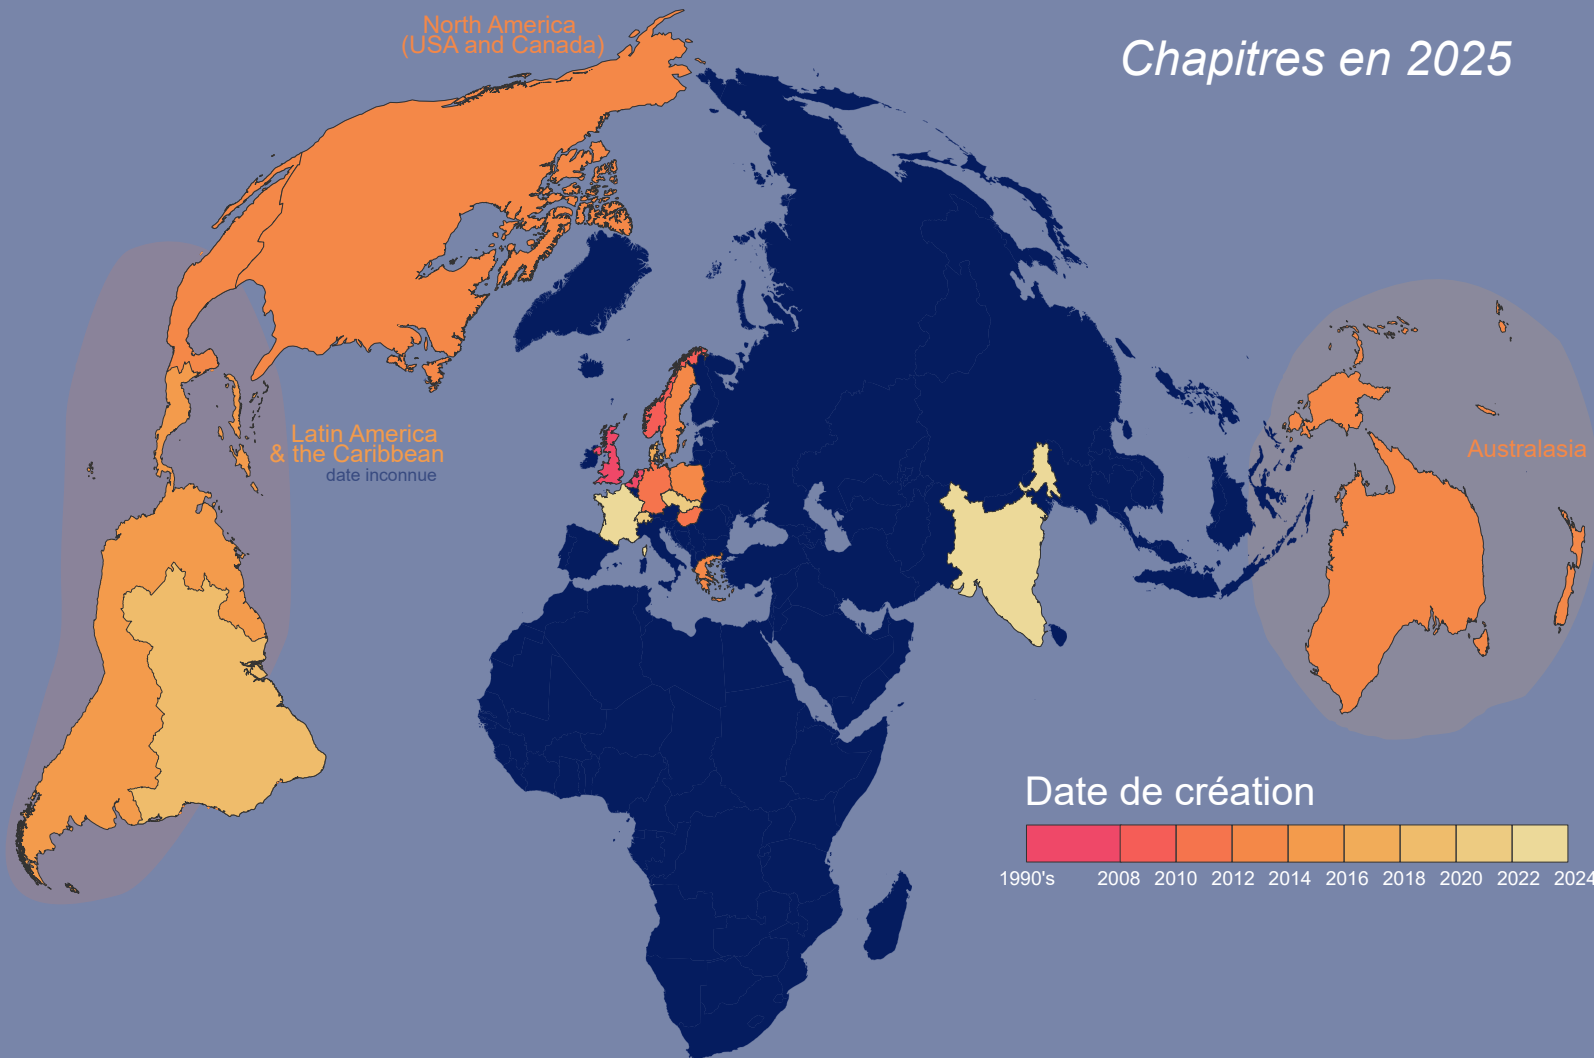 North America
(USA and Canada)
Chapitres en 2025
Latin America
& the Caribbean
date inconnue
Australasia
Date de création
1990's 2008 2010 2012 2014 2016 2018 2020 2022 2024